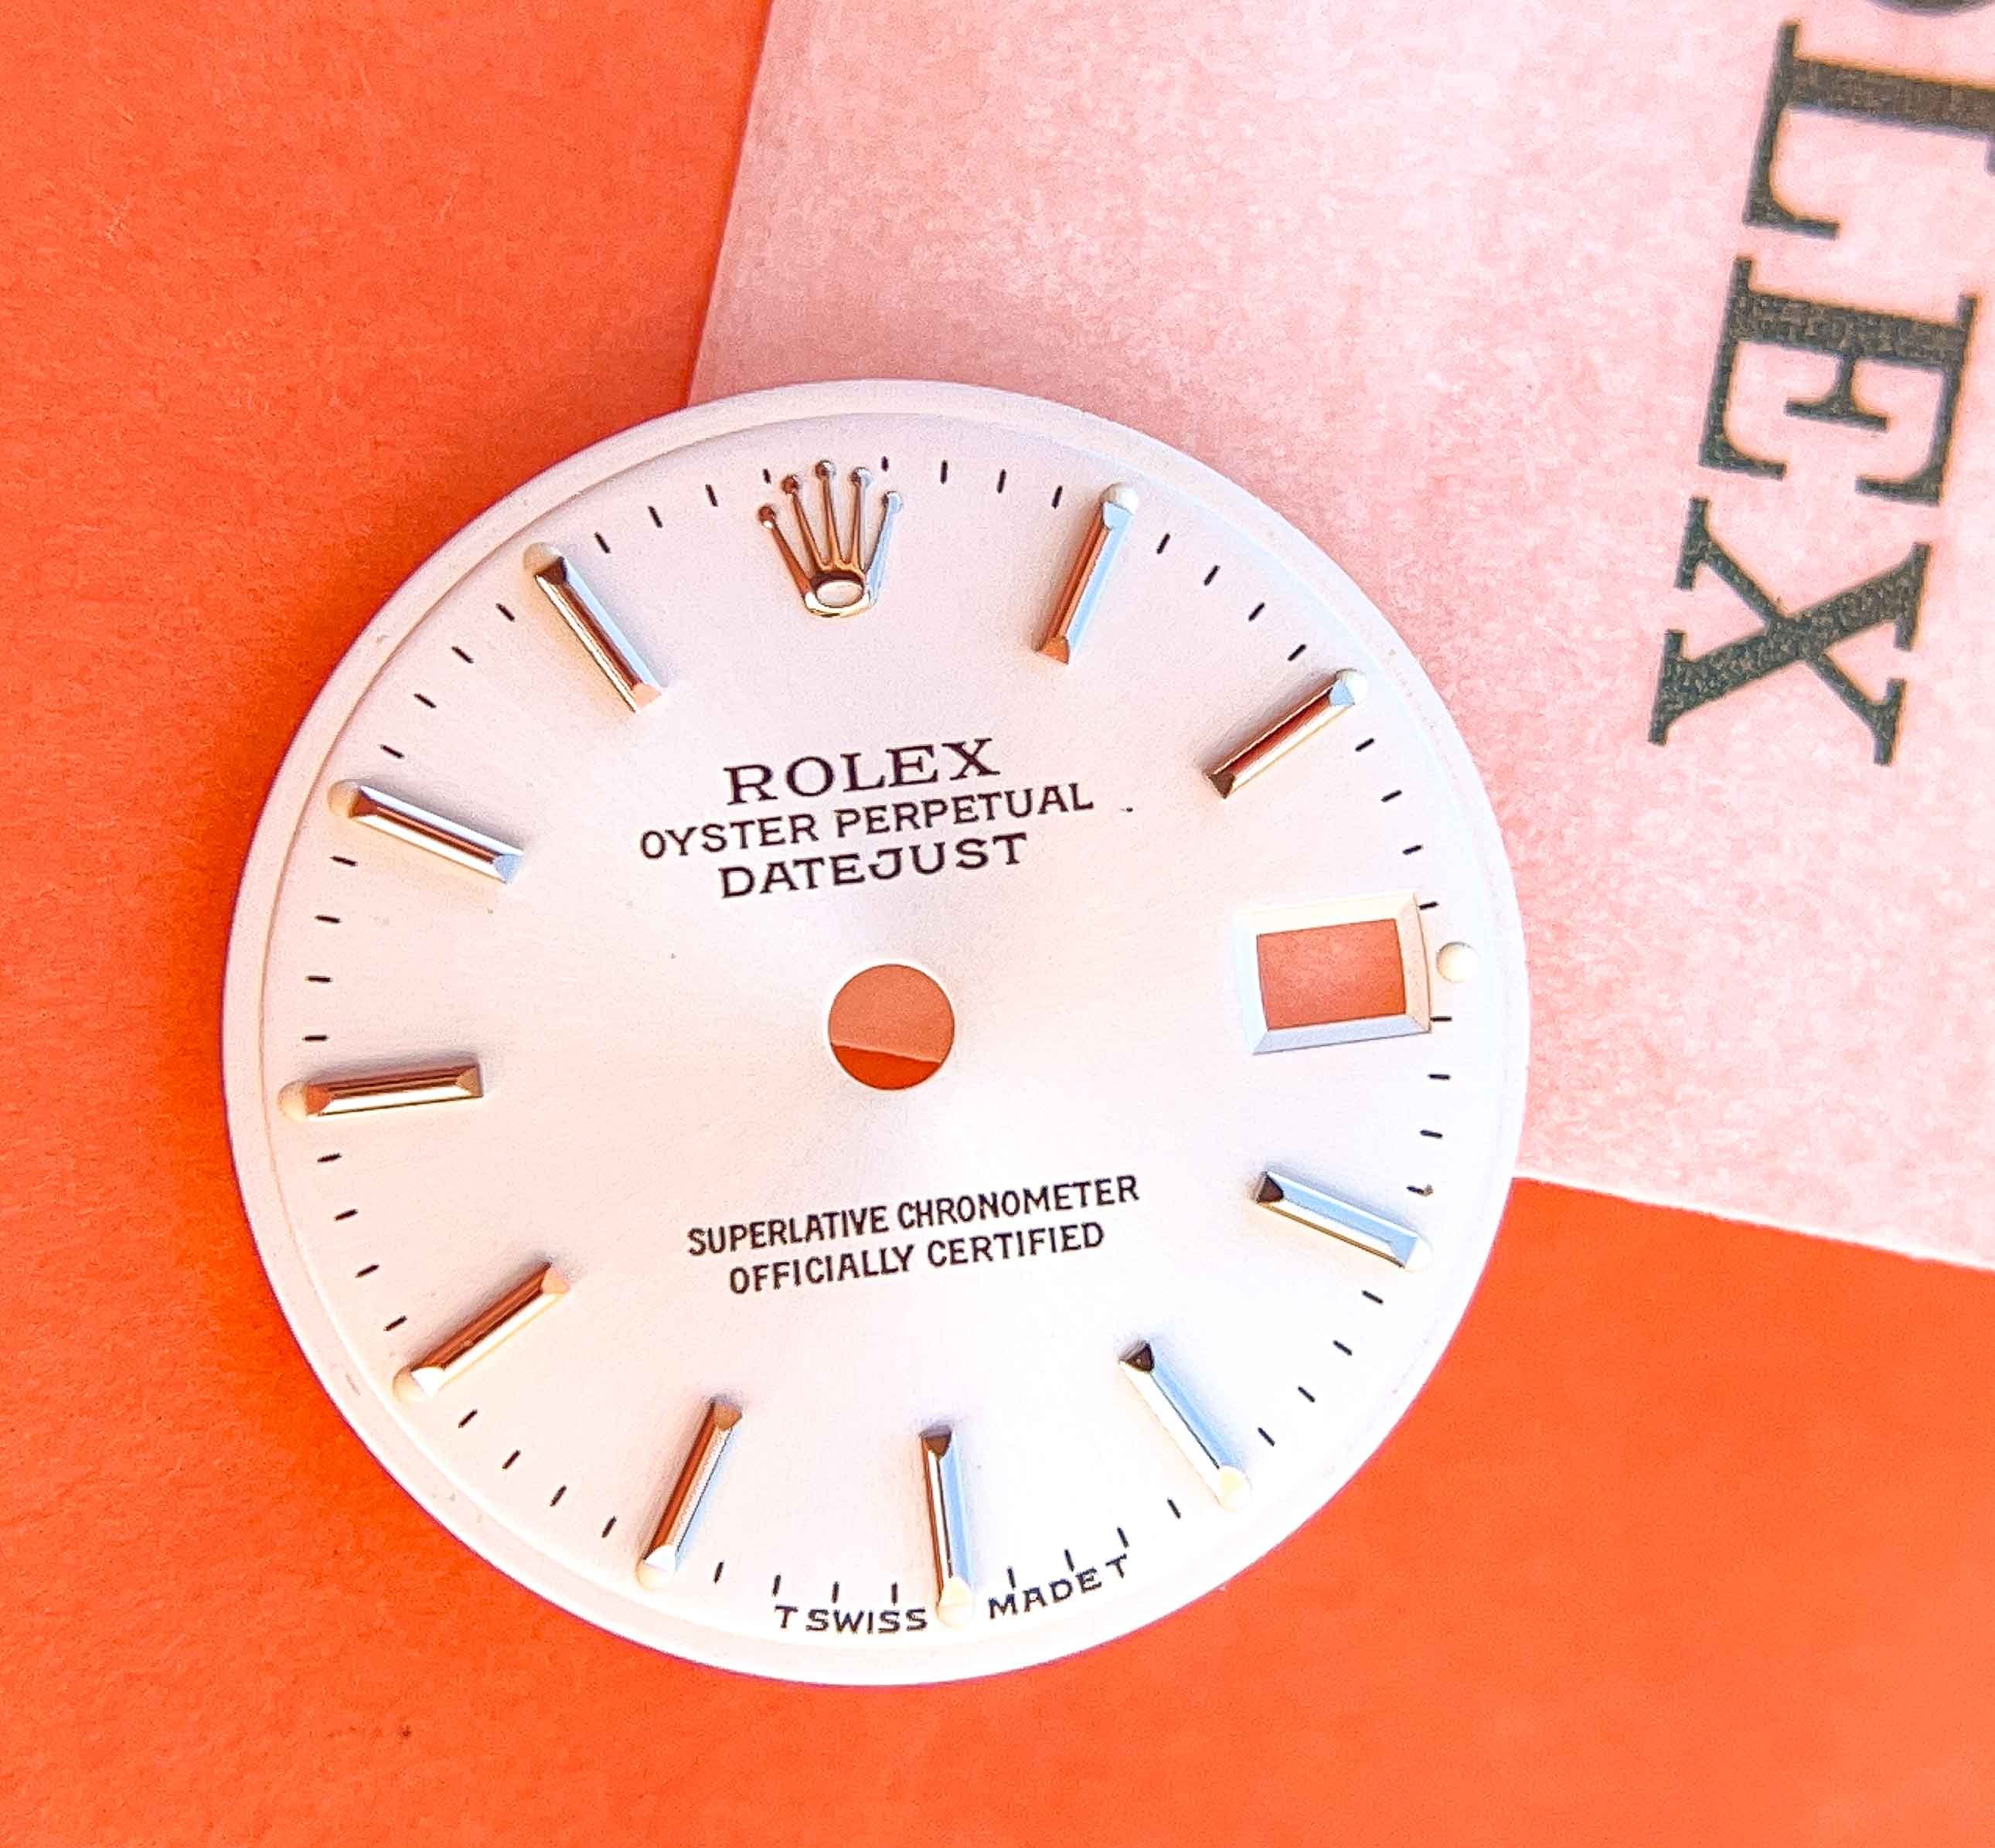 ROLEX
OYSTER PERPETUAL
DATEJUST
SUPERLATIVE CHRONOMETER
OFFICIALLY CERTIFIED
T SWISS MADE T
LEX